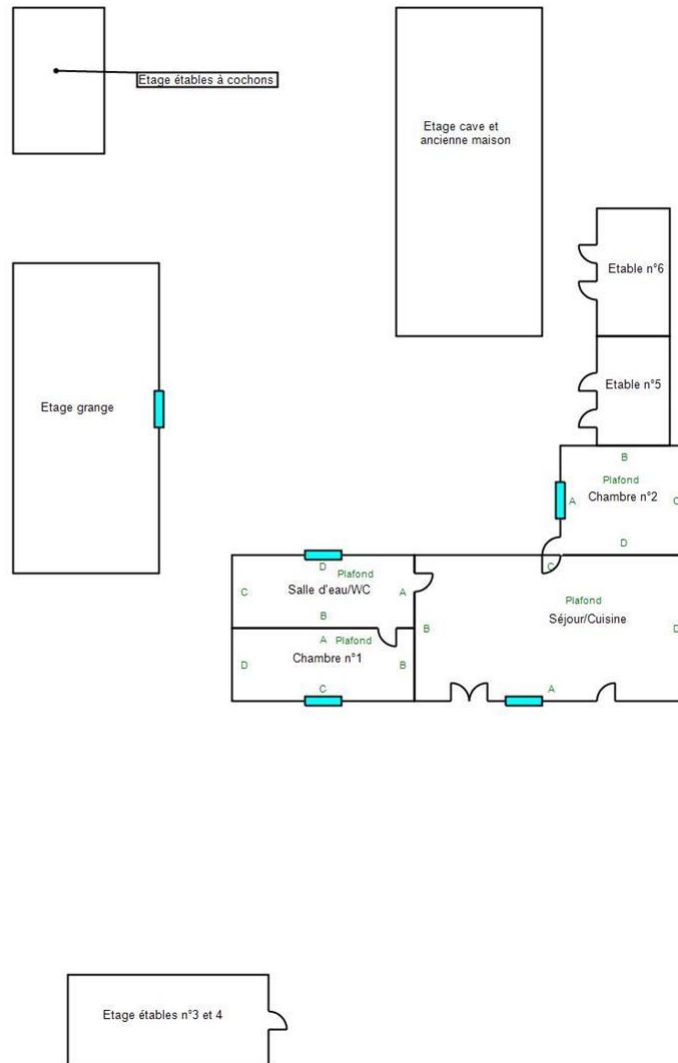 Etage étables à cochons
Etage cave et
ancienne maison
Etable n°6
Etage grange
Etable n°5
B
Plafond
A Chambre n°2 C
D
C
D
Plafond
C Salle d'eau/WC A
B
Plafond
Séjour/Cuisine
B D
A Plafond
Chambre n°1
D B
C
A
Etage étables n°3 et 4